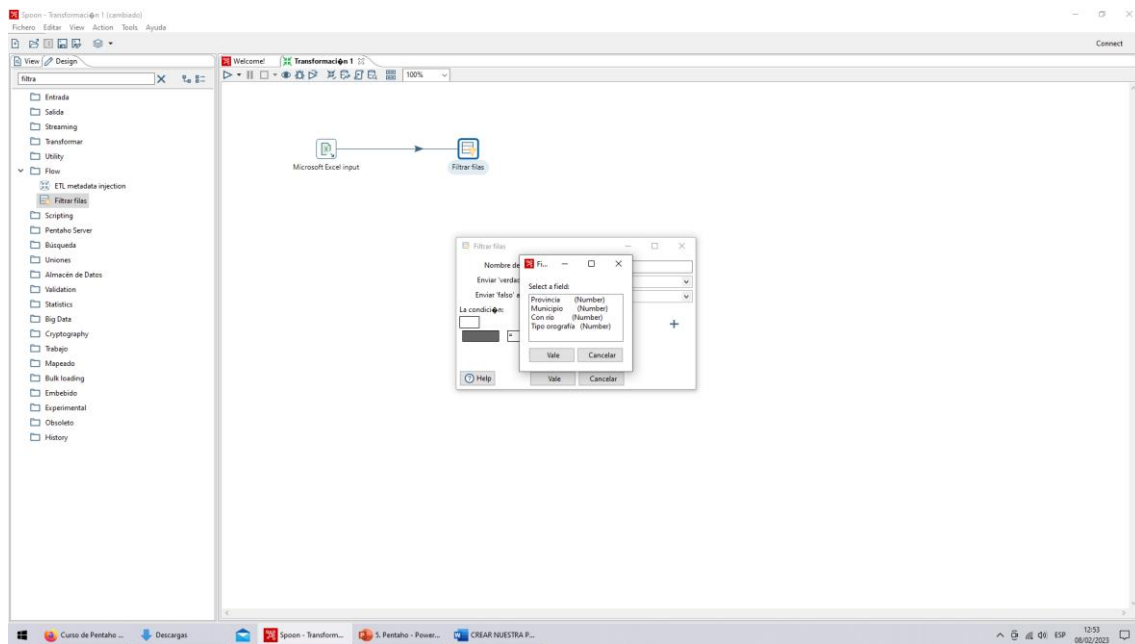 Spoon - Transformaci�n 1 (cambiado)
Fichero Editar View Action Tools Ayuda
Connect
View Design
Welcome! Transformaci�n 1
filtra
100%
Entrada
Salida
Streaming
Transformar
Utility
Flow
ETL metadata injection
Filtrar filas
Scripting
Pentaho Server
Búsqueda
Uniones
Almacén de Datos
Validation
Statistics
Big Data
Cryptography
Trabajo
Mapeado
Bulk loading
Embebido
Experimental
Obsoleto
History
Microsoft Excel input
Filtrar filas
Filtrar filas
Nombre de
Enviar 'verdad
Enviar 'falso' a
La condici�n:
=
Help
Vale
Cancelar
Fi...
Select a field:
Provincia (Number)
Municipio (Number)
Con rio (Number)
Tipo orografía (Number)
Vale
Cancelar
Curso de Pentaho ...
Descargas
Spoon - Transform...
5. Pentaho - Power...
CREAR NUESTRA P...
ESP
12:53
08/02/2023